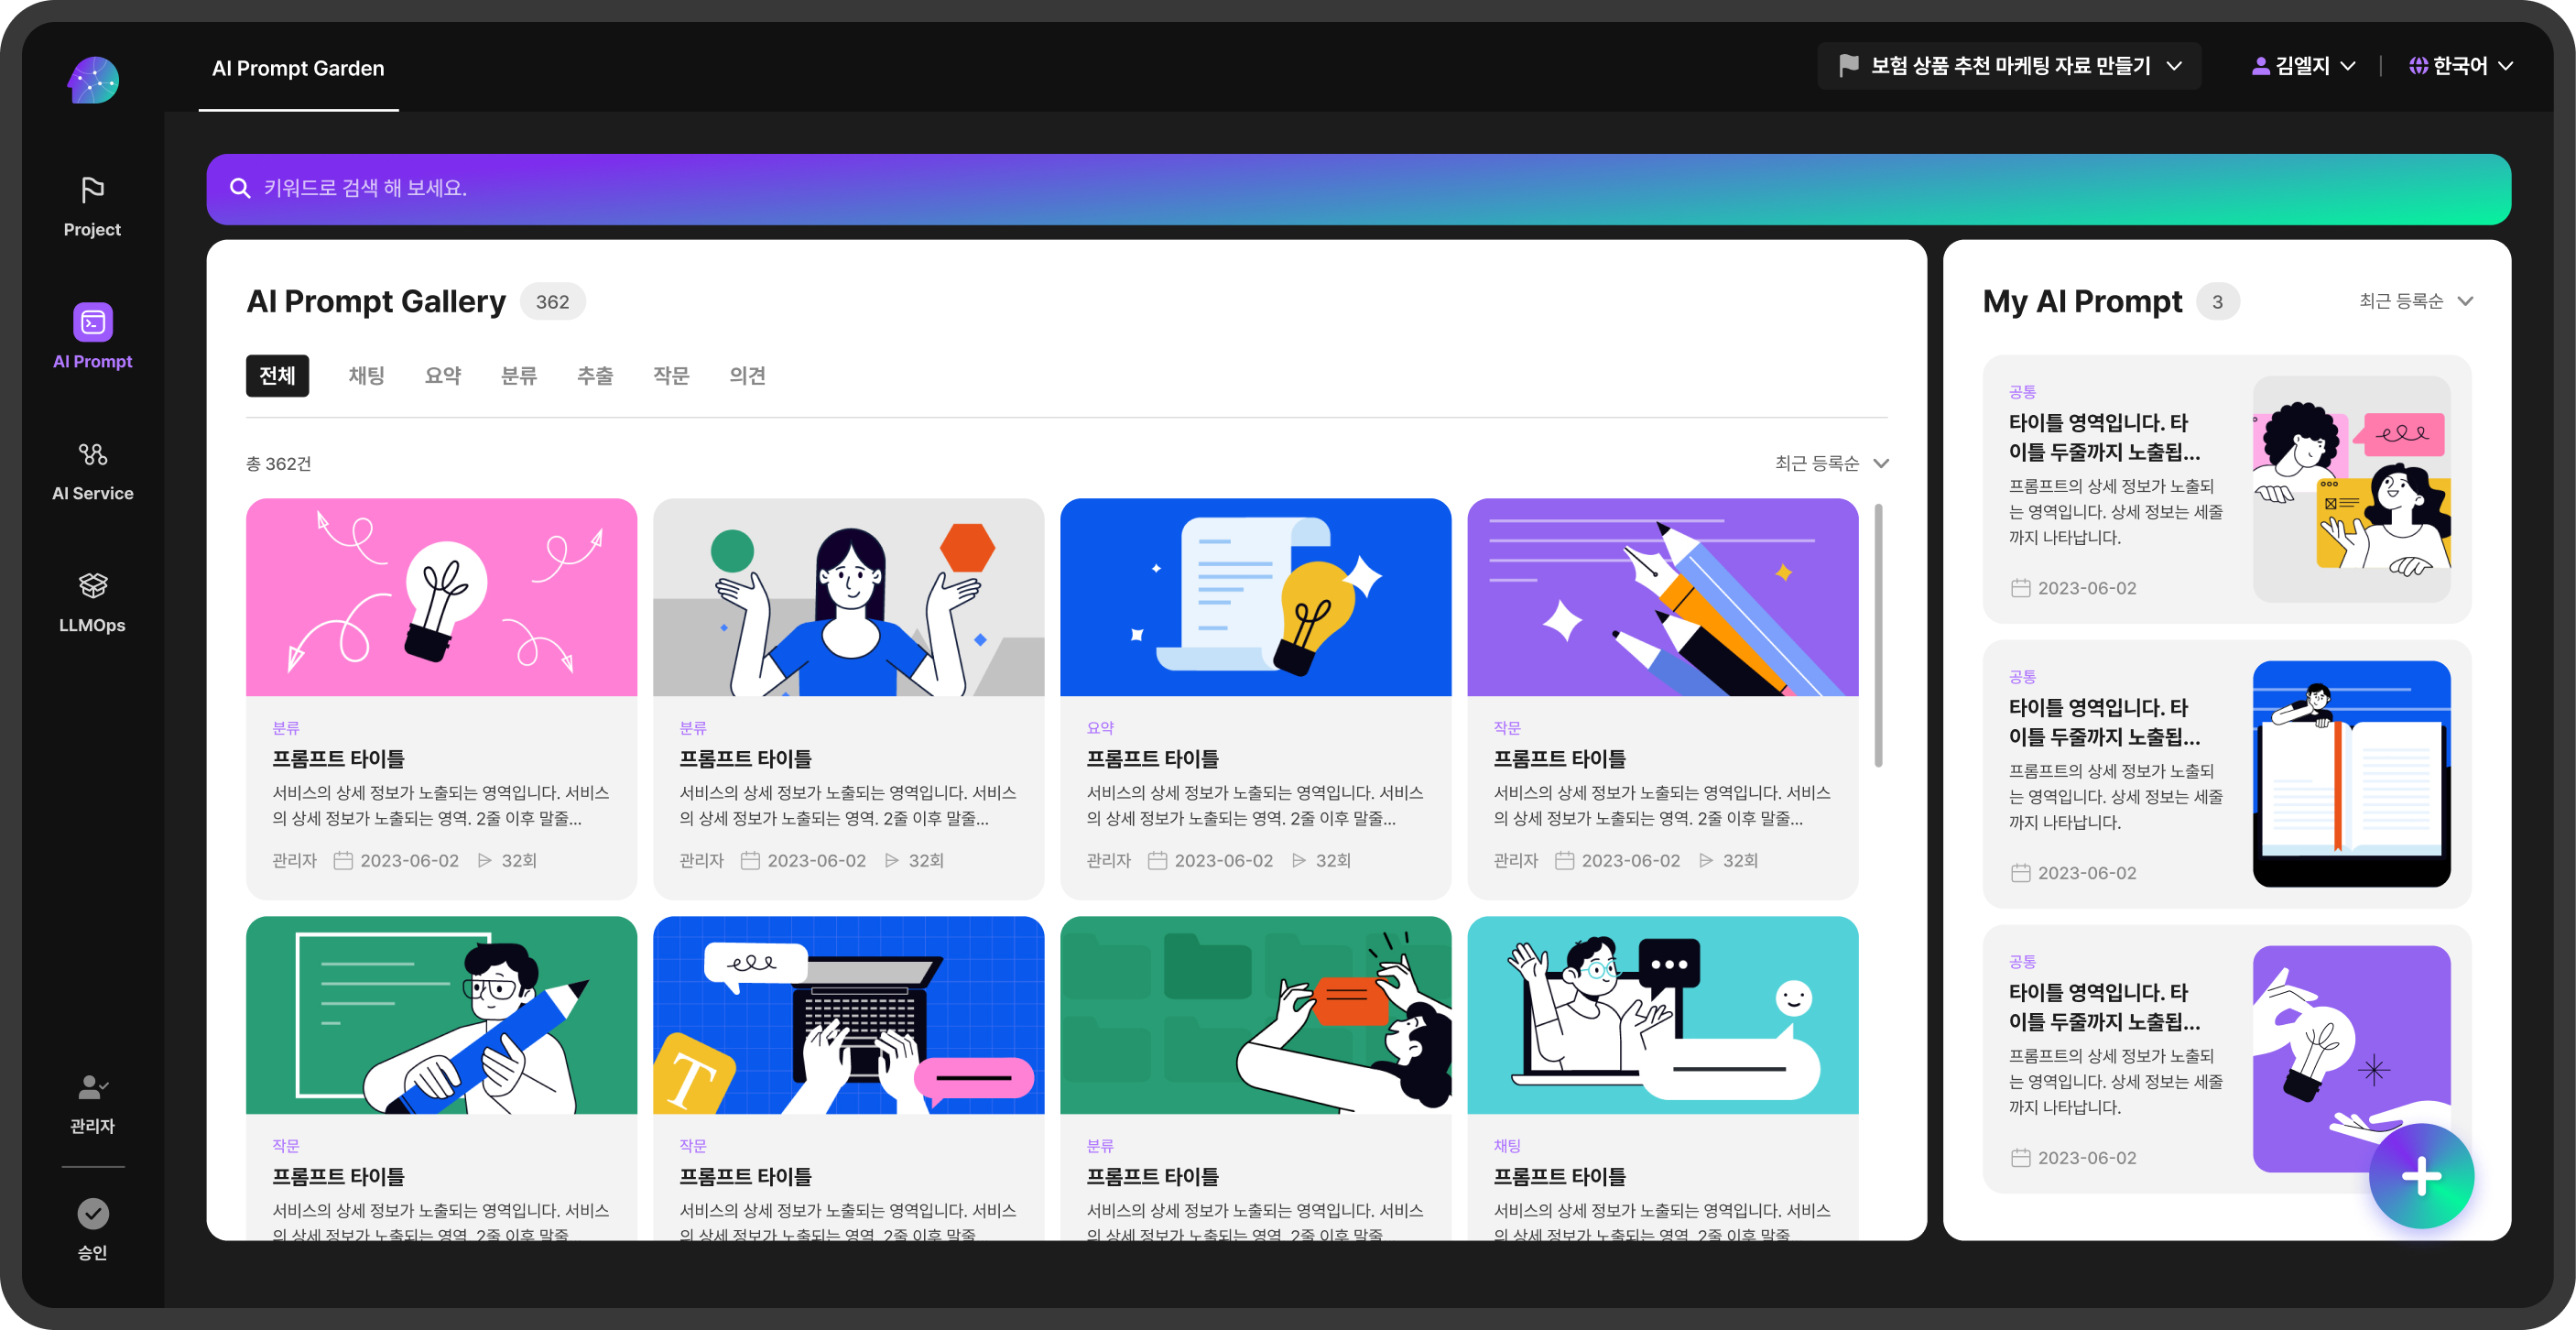 AI Prompt Garden
보험 상품 추천 마케팅 자료 만들기
김엘지
한국어
Project
AI Prompt
AI Service
LLMOps
관리자
승인
키워드로 검색 해 보세요.
AI Prompt Gallery 362
전체 채팅 요약 분류 추출 작문 의견
총 362건
최근 등록순
분류
프롬프트 타이틀
서비스의 상세 정보가 노출되는 영역입니다. 서비스
의 상세 정보가 노출되는 영역. 2줄 이후 말줄...
관리자 2023-06-02 32회
분류
프롬프트 타이틀
서비스의 상세 정보가 노출되는 영역입니다. 서비스
의 상세 정보가 노출되는 영역. 2줄 이후 말줄...
관리자 2023-06-02 32회
요약
프롬프트 타이틀
서비스의 상세 정보가 노출되는 영역입니다. 서비스
의 상세 정보가 노출되는 영역. 2줄 이후 말줄...
관리자 2023-06-02 32회
작문
프롬프트 타이틀
서비스의 상세 정보가 노출되는 영역입니다. 서비스
의 상세 정보가 노출되는 영역. 2줄 이후 말줄...
관리자 2023-06-02 32회
작문
프롬프트 타이틀
서비스의 상세 정보가 노출되는 영역입니다. 서비스
의 상세 정보가 노출되는 영역. 2줄 이후 말줄
T
작문
프롬프트 타이틀
서비스의 상세 정보가 노출되는 영역입니다. 서비스
의 상세 정보가 노출되는 영역. 2줄 이후 말줄
분류
프롬프트 타이틀
서비스의 상세 정보가 노출되는 영역입니다. 서비스
의 상세 정보가 노출되는 영역. 2줄 이후 말줄
채팅
프롬프트 타이틀
서비스의 상세 정보가 노출되는 영역입니다. 서비스
의 상세 정보가 노출되는 영역. 2줄 이후 말줄
My AI Prompt 3
최근 등록순
공통
타이틀 영역입니다. 타
이틀 두줄까지 노출됩...
프롬프트의 상세 정보가 노출되
는 영역입니다. 상세 정보는 세줄
까지 나타납니다.
2023-06-02
공통
타이틀 영역입니다. 타
이틀 두줄까지 노출됩...
프롬프트의 상세 정보가 노출되
는 영역입니다. 상세 정보는 세줄
까지 나타납니다.
2023-06-02
공통
타이틀 영역입니다. 타
이틀 두줄까지 노출됩...
프롬프트의 상세 정보가 노출되
는 영역입니다. 상세 정보는 세줄
까지 나타납니다.
2023-06-02